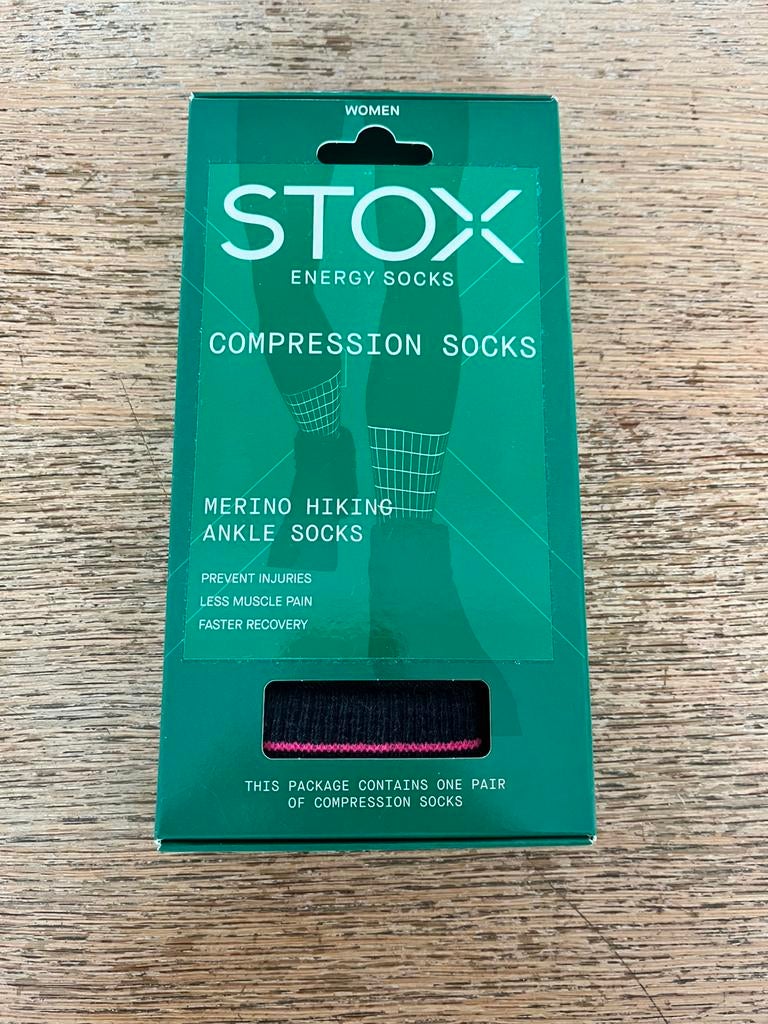 WOMEN
STOX
ENERGY SOCKS
COMPRESSION SOCKS
MERINO HIKING
ANKLE SOCKS
PREVENT INJURIES
LESS MUSCLE PAIN
FASTER RECOVERY
THIS PACKAGE CONTAINS ONE PAIR
OF COMPRESSION SOCKS